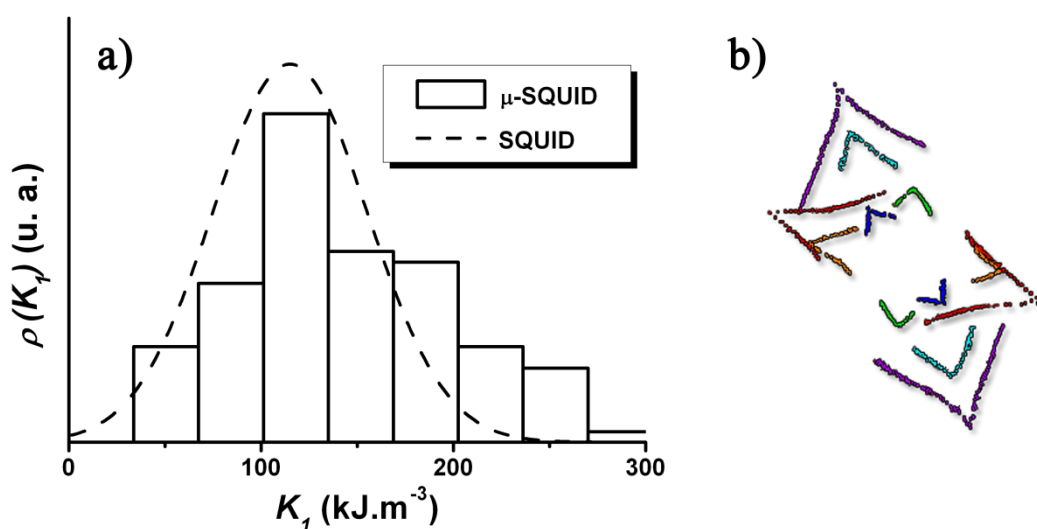 a)
b)
μ-SQUID
SQUID
ρ(K₁) (u. a.)
0
100
200
300
K₁ (kJ.m⁻³)